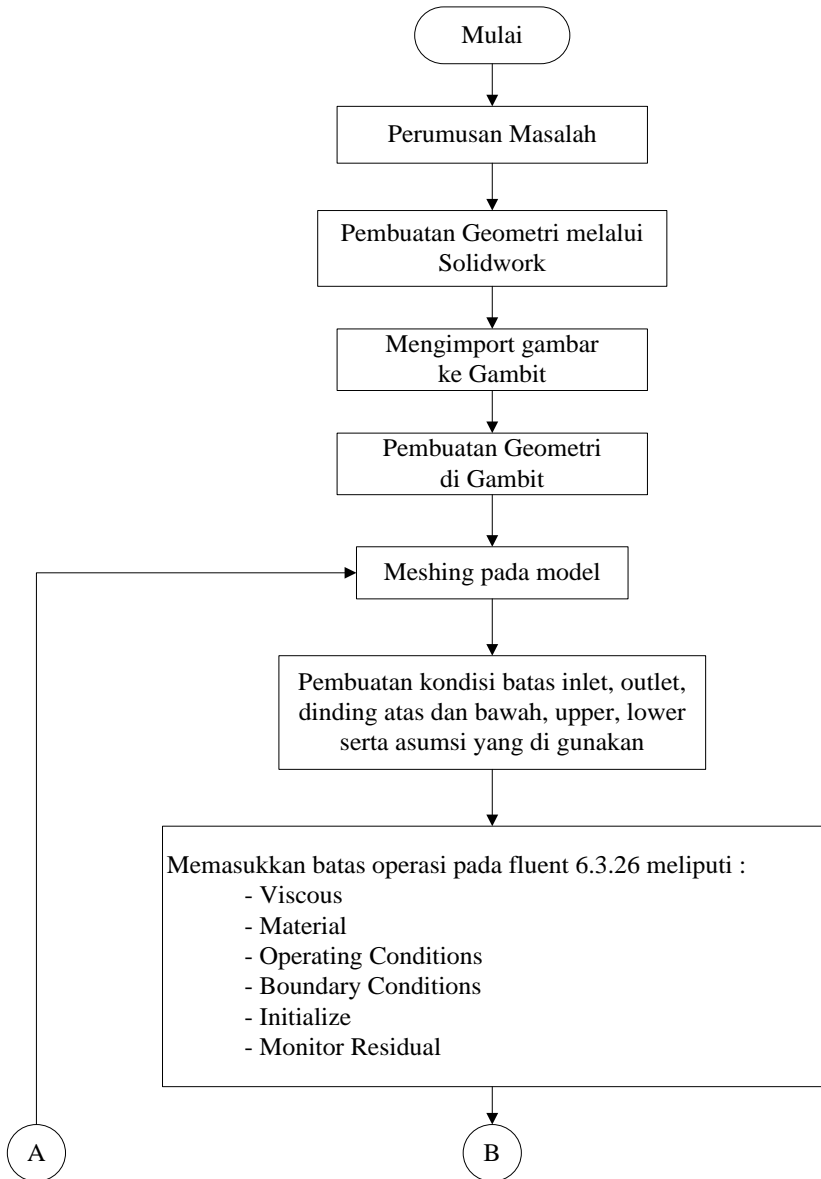 Mulai
Perumusan Masalah
Pembuatan Geometri melalui
Solidwork
Mengimport gambar
ke Gambit
Pembuatan Geometri
di Gambit
Meshing pada model
Pembuatan kondisi batas inlet, outlet,
dinding atas dan bawah, upper, lower
serta asumsi yang di gunakan
Memasukkan batas operasi pada fluent 6.3.26 meliputi :
- Viscous
- Material
- Operating Conditions
- Boundary Conditions
- Initialize
- Monitor Residual
A
B